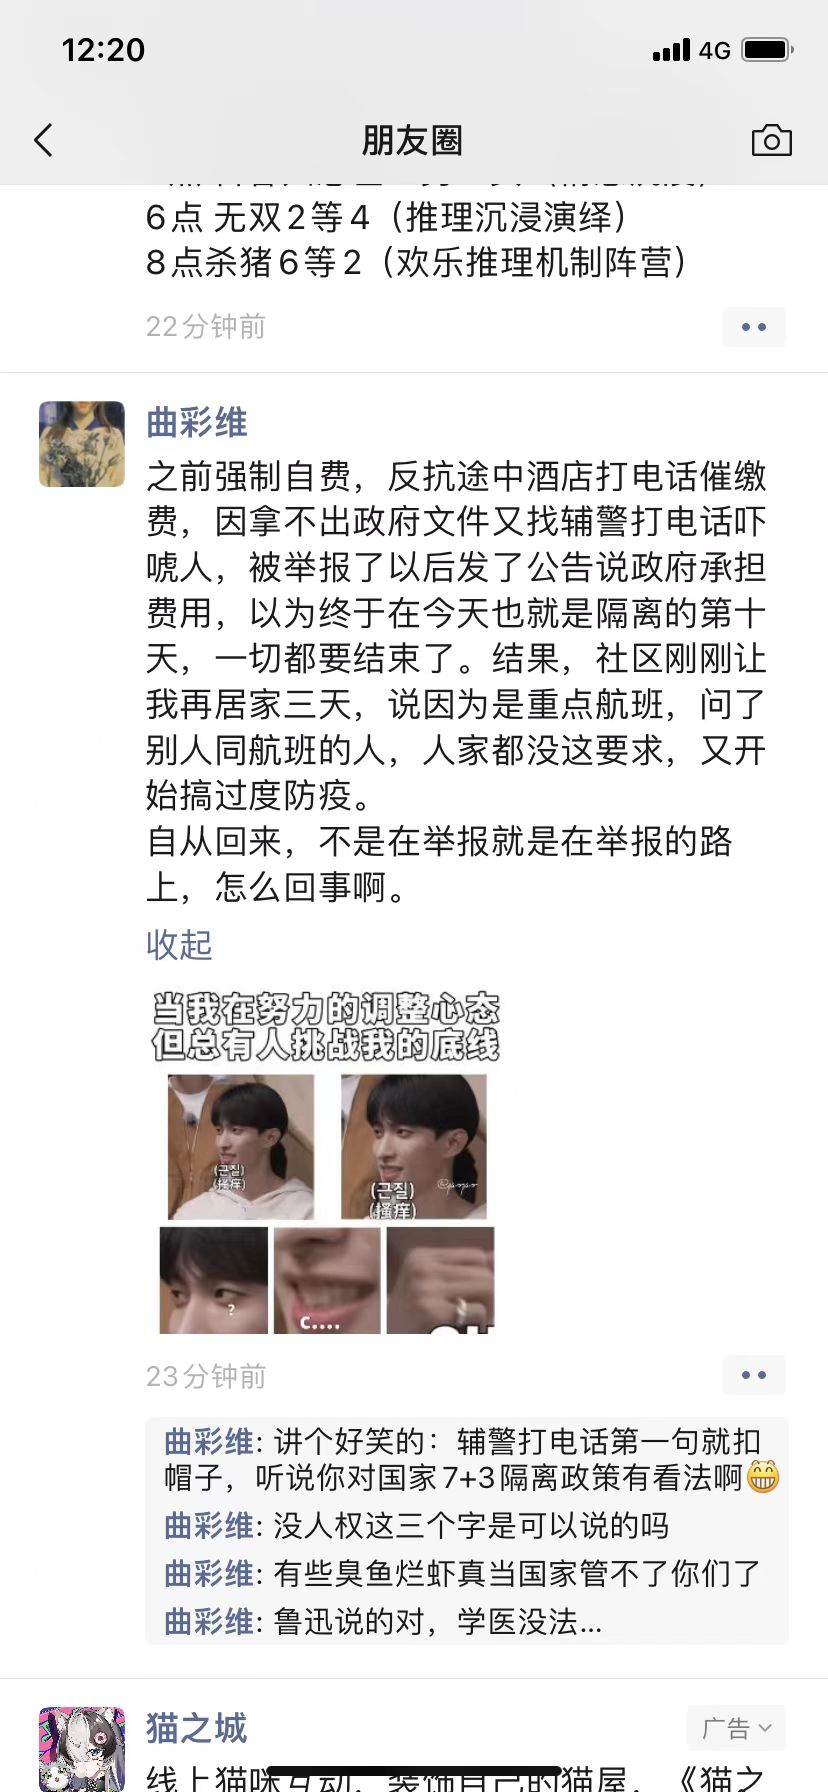 12:20
4G
朋友圈
6点 无双2等4（推理沉浸演绎）
8点杀猪6等2（欢乐推理机制阵营）
22分钟前
曲彩维
之前强制自费，反抗途中酒店打电话催缴
费，因拿不出政府文件又找辅警打电话吓
唬人，被举报了以后发了公告说政府承担
费用，以为终于在今天也就是隔离的第十
天，一切都要结束了。结果，社区刚刚让
我再居家三天，说因为是重点航班，问了
别人同航班的人，人家都没这要求，又开
始搞过度防疫。
自从回来，不是在举报就是在举报的路
上，怎么回事啊。
收起
当我在努力的调整心态
但总有人挑战我的底线
(근질)
(搔痒)
(근질)
(搔痒)
?
C....
23分钟前
曲彩维: 讲个好笑的：辅警打电话第一句就扣
帽子，听说你对国家7+3隔离政策有看法啊😁
曲彩维: 没人权这三个字是可以说的吗
曲彩维: 有些臭鱼烂虾真当国家管不了你们了
曲彩维: 鲁迅说的对，学医没法...
猫之城
广告
线上猫咪互动，装饰自己的猫屋，《猫之